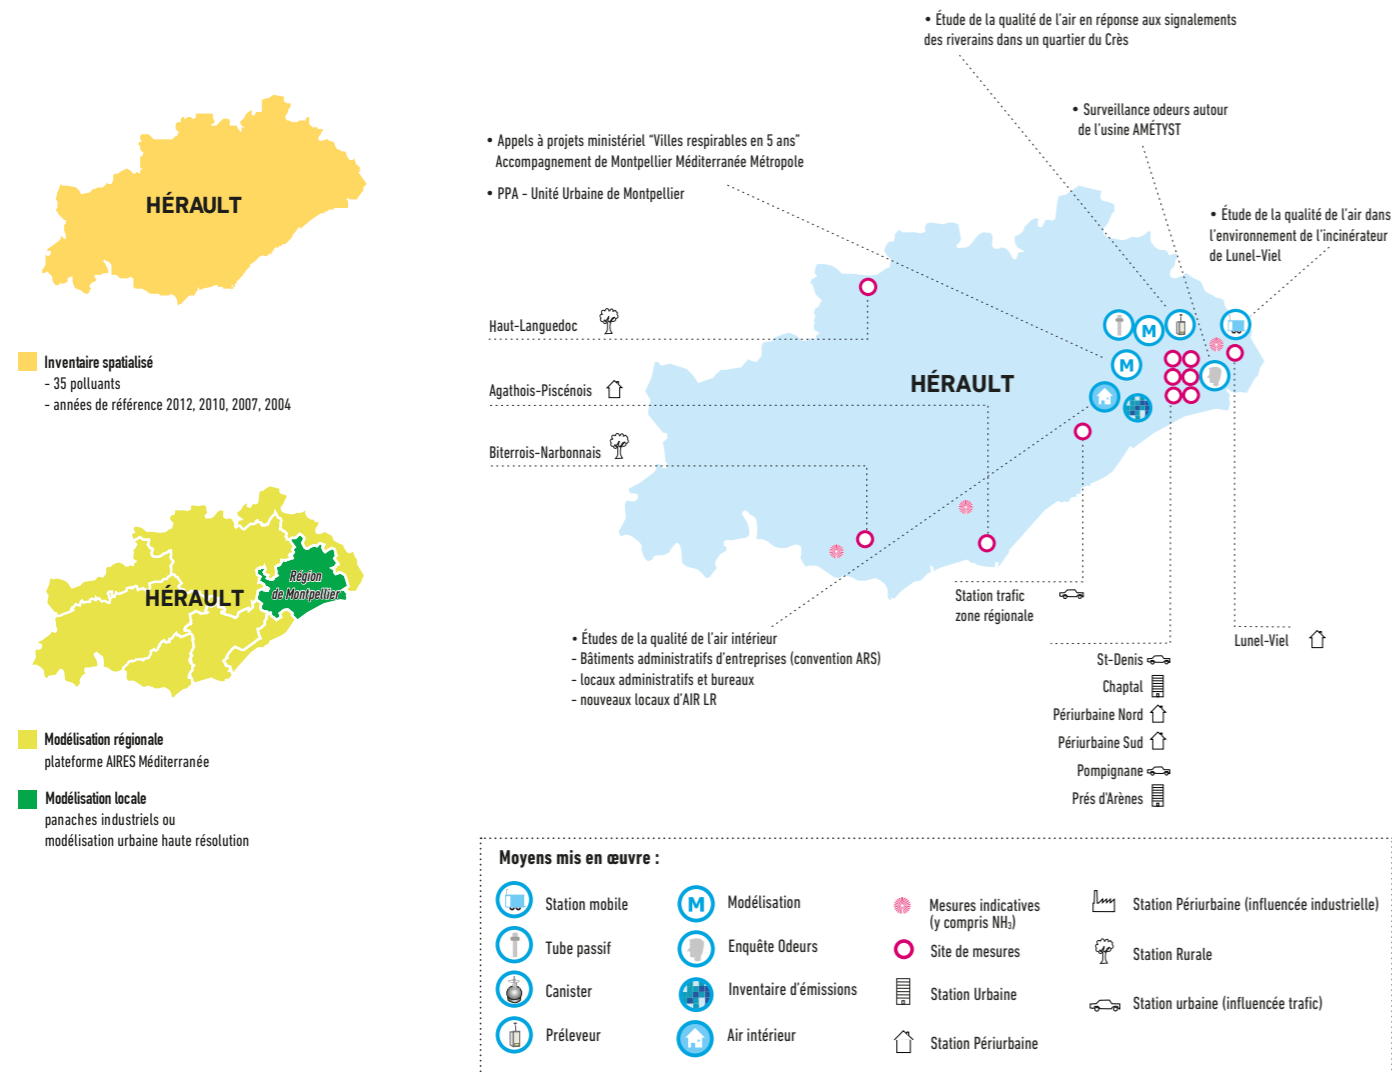 HÉRAULT
Inventaire spatialisé
- 35 polluants
- années de référence 2012, 2010, 2007, 2004
HÉRAULT
Région
de Montpellier
Modélisation régionale
plateforme AIRES Méditerranée
Modélisation locale
panaches industriels ou
modélisation urbaine haute résolution
• Étude de la qualité de l'air en réponse aux signalements
des riverains dans un quartier du Crès
• Surveillance odeurs autour
de l'usine AMÉTYST
• Appels à projets ministériel "Villes respirables en 5 ans"
Accompagnement de Montpellier Méditerranée Métropole
• PPA - Unité Urbaine de Montpellier
• Étude de la qualité de l'air dans
l'environnement de l'incinérateur
de Lunel-Viel
Haut-Languedoc
Agathois-Piscénois
Biterrois-Narbonnais
HÉRAULT
M
M
Station trafic
zone régionale
Lunel-Viel
• Études de la qualité de l'air intérieur
- Bâtiments administratifs d'entreprises (convention ARS)
- locaux administratifs et bureaux
- nouveaux locaux d'AIR LR
St-Denis
Chaptal
Périurbaine Nord
Périurbaine Sud
Pompignane
Prés d'Arènes
Moyens mis en œuvre :
Station mobile
Tube passif
Canister
Préleveur
M
Modélisation
Enquête Odeurs
Inventaire d'émissions
Air intérieur
Mesures indicatives
(y compris NH₃)
Site de mesures
Station Urbaine
Station Périurbaine
Station Périurbaine (influencée industrielle)
Station Rurale
Station urbaine (influencée trafic)